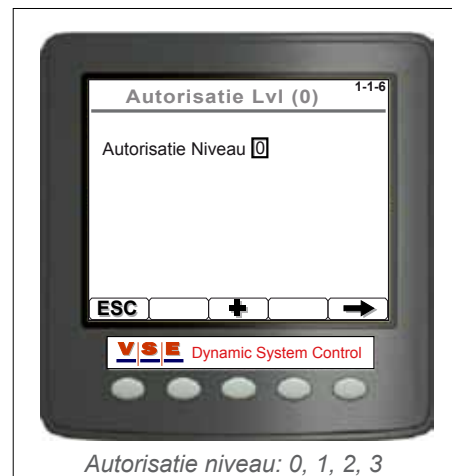 Autorisatie Lvl (0)
1-1-6
Autorisatie Niveau 0
ESC
VSE Dynamic System Control
Autorisatie niveau: 0, 1, 2, 3